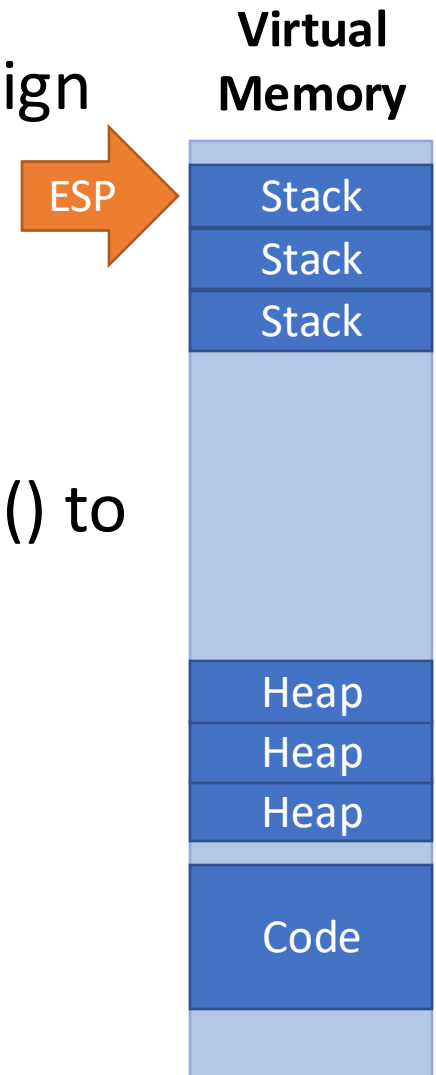 Virtual
Memory
ign
ESP
Stack
Stack
Stack
() to
Heap
Heap
Heap
Code